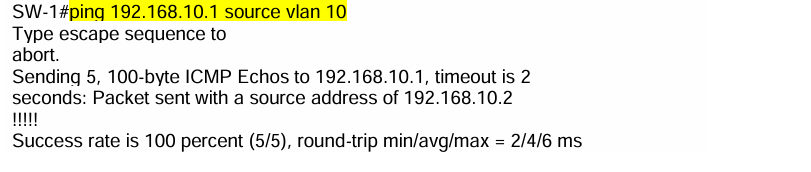 SW-1#ping 192.168.10.1 source vlan 10
Type escape sequence to
abort.
Sending 5, 100-byte ICMP Echos to 192.168.10.1, timeout is 2
seconds: Packet sent with a source address of 192.168.10.2
!!!!!
Success rate is 100 percent (5/5), round-trip min/avg/max = 2/4/6 ms